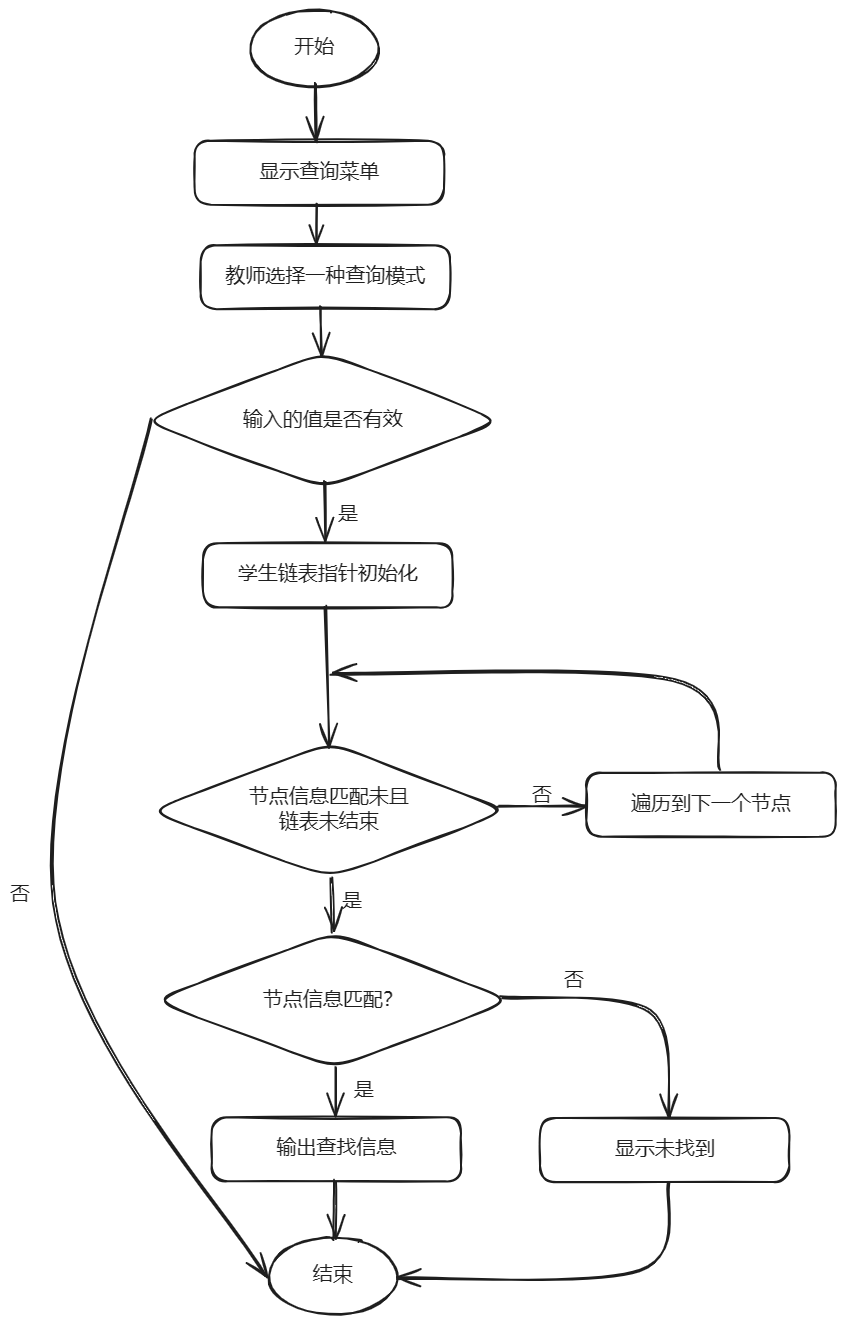 开始
显示查询菜单
教师选择一种查询模式
输入的值是否有效
是
学生链表指针初始化
节点信息匹配未且
链表未结束
否
遍历到下一个节点
否
是
节点信息匹配?
否
是
输出查找信息
显示未找到
结束